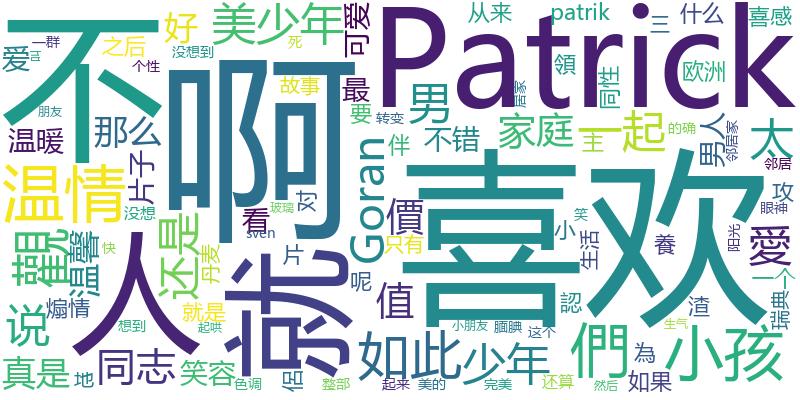 从来 patrik 三 什么 喜感
一群 之后 好 美少年 可爱 Patrick
没想到 死 不 啊 領 同性 欧洲
爱 个性 故事 最 男 居家
朋友 要 转变 伴 不错 家庭 一起 主 男人 的确 邻居家 太
温暖 那么 片子 Goran 邻居
温情 没想 看 對 價 喜欢 攻 眼神
觀 温馨 还是 玻璃 sven 只有 小 笑 生活 養 阳光 愛
人 就 丹麦 片 呢 值 認 渣 一个
快 煽情 就是 瑞典
说 想到 起哄 小朋友 腼腆 这个 們 為 生气
真是 地 同志 笑容 侣 如此 少年 如果 小孩
色调 整部 起来 美的 完美 还算 然后